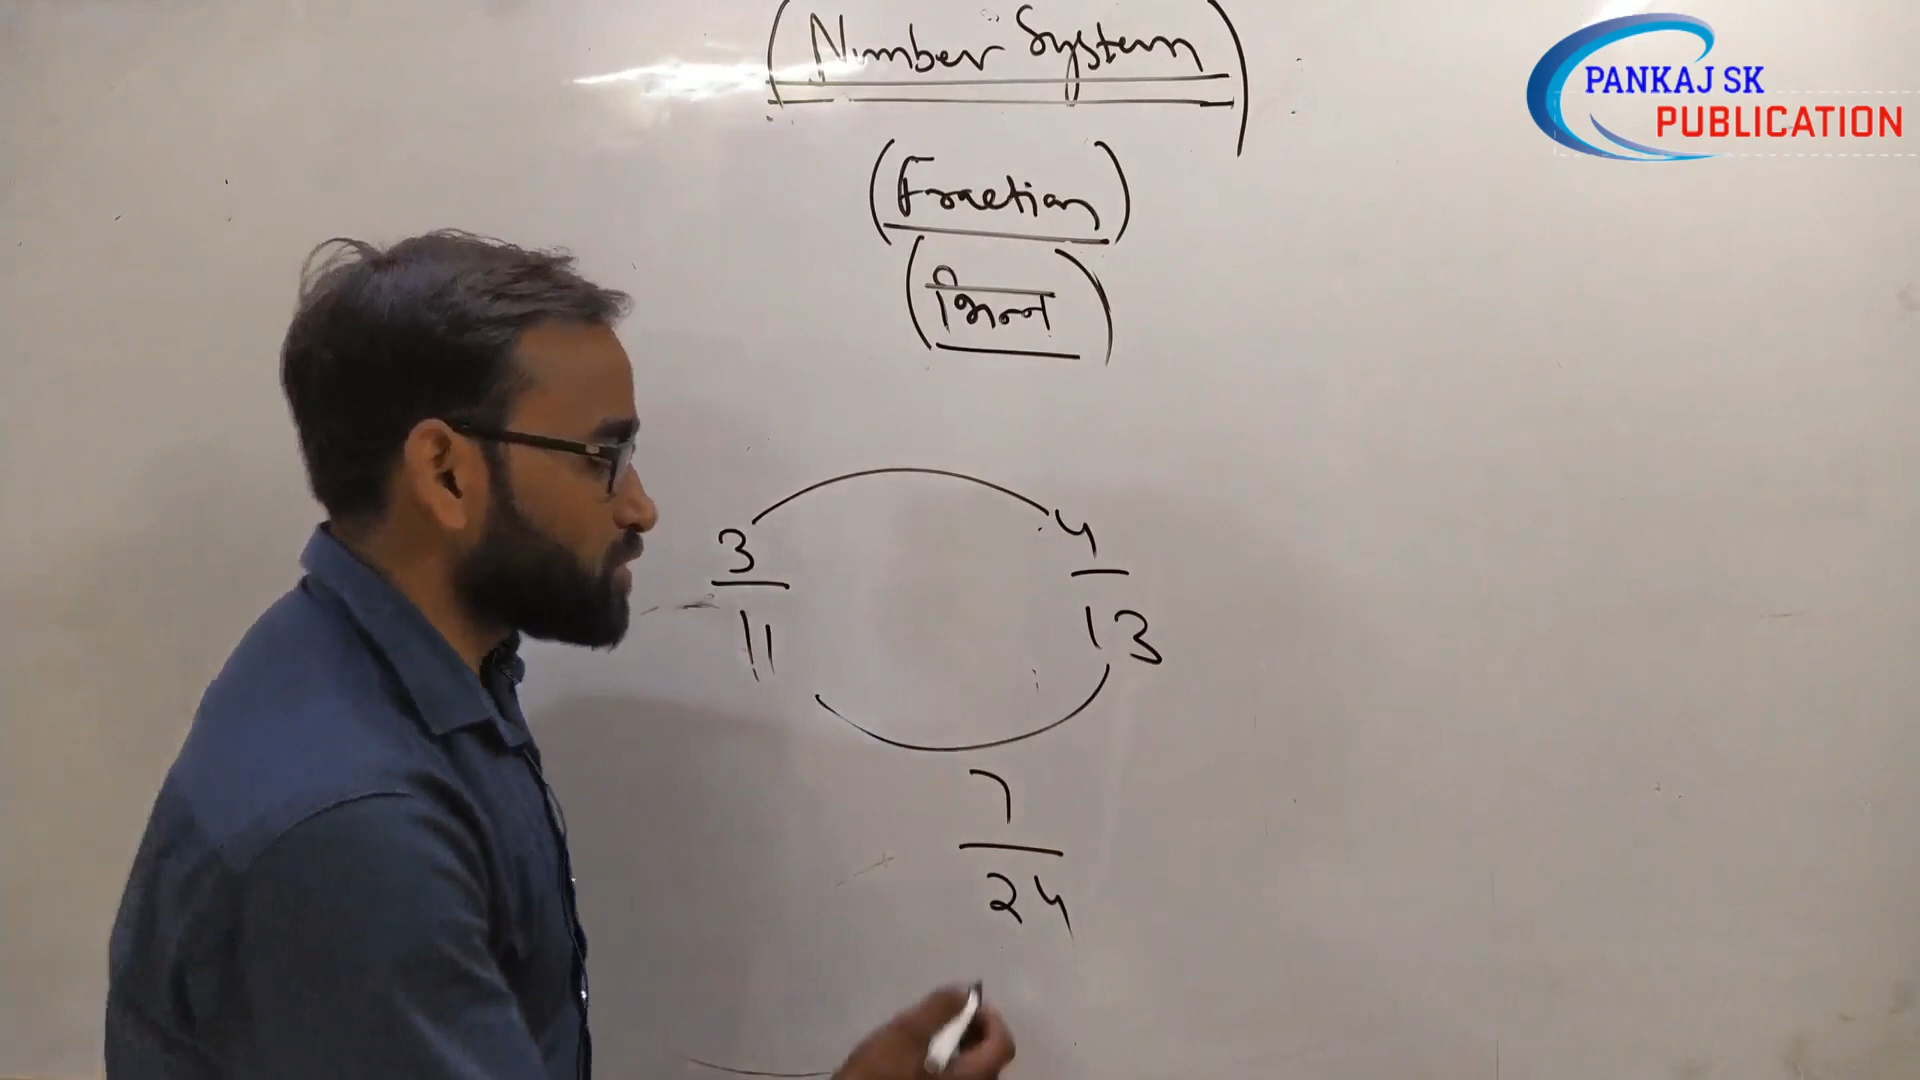 (Number System)
(Fraction)
(भिन्न)
3/11 4/13
7/24
PANKAJ SK
PUBLICATION